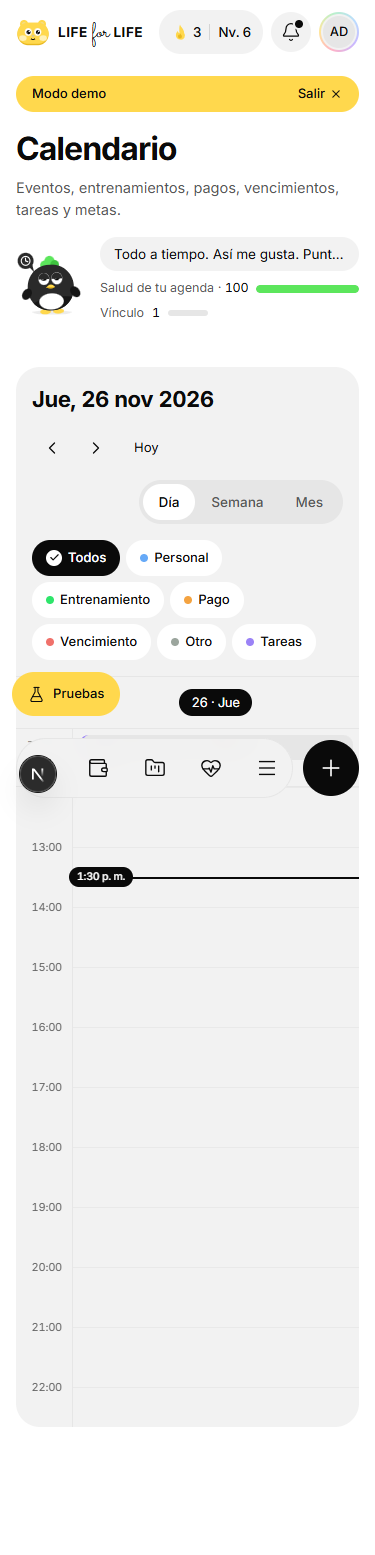 LIFE for LIFE
3
Nv. 6
AD
Modo demo
Salir
Calendario
Eventos, entrenamientos, pagos, vencimientos,
tareas y metas.
Todo a tiempo. Así me gusta. Punt...
Salud de tu agenda · 100
Vínculo 1
Jue, 26 nov 2026
Hoy
Día Semana Mes
Todos Personal
Entrenamiento Pago
Vencimiento Otro Tareas
Pruebas
26 · Jue
N
13:00
1:30 p. m.
14:00
15:00
16:00
17:00
18:00
19:00
20:00
21:00
22:00